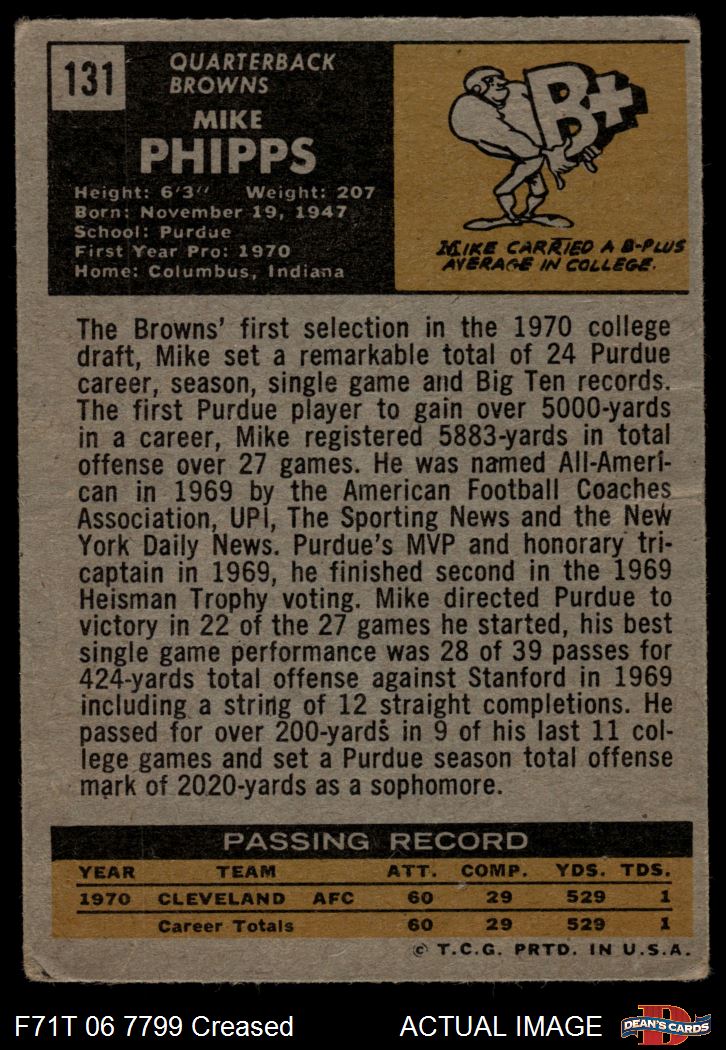 131
QUARTERBACK
BROWNS
MIKE
PHIPPS
Height: 6'3" Weight: 207
Born: November 19, 1947
School: Purdue
First Year Pro: 1970
Home: Columbus, Indiana
B+
MIKE CARRIED A B-PLUS
AVERAGE IN COLLEGE.
The Browns' first selection in the 1970 college
draft, Mike set a remarkable total of 24 Purdue
career, season, single game and Big Ten records.
The first Purdue player to gain over 5000-yards
in a career, Mike registered 5883-yards in total
offense over 27 games. He was named All-Ameri-
can in 1969 by the American Football Coaches
Association, UPI, The Sporting News and the New
York Daily News. Purdue's MVP and honorary tri-
captain in 1969, he finished second in the 1969
Heisman Trophy voting. Mike directed Purdue to
victory in 22 of the 27 games he started, his best
single game performance was 28 of 39 passes for
424-yards total offense against Stanford in 1969
including a string of 12 straight completions. He
passed for over 200-yards in 9 of his last 11 col-
lege games and set a Purdue season total offense
mark of 2020-yards as a sophomore.
PASSING RECORD
YEAR TEAM ATT. COMP. YDS. TDS.
1970 CLEVELAND AFC 60 29 529 1
Career Totals 60 29 529 1
© T.C.G. PRTD. IN U.S.A.
F71T 06 7799 Creased ACTUAL IMAGE
D
DEAN'S CARDS